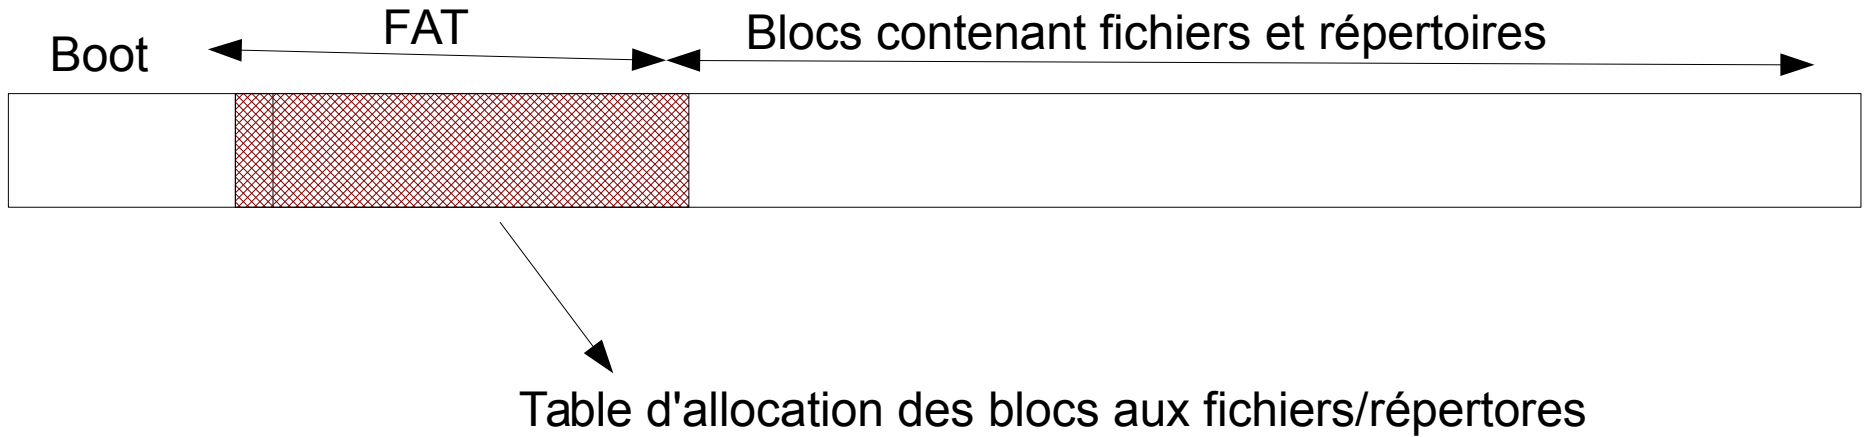 Boot
FAT
Blocs contenant fichiers et répertoires
Table d'allocation des blocs aux fichiers/répertores